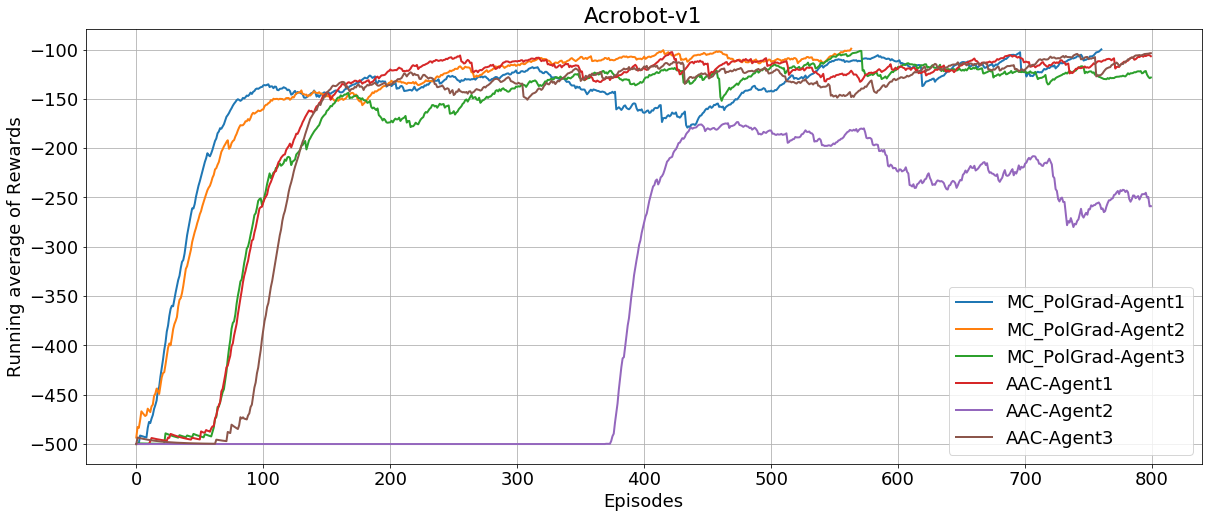 Acrobot-v1
Running average of Rewards
−100
−150
−200
−250
−300
−350
−400
−450
−500
0 100 200 300 400 500 600 700 800
Episodes
MC_PolGrad-Agent1
MC_PolGrad-Agent2
MC_PolGrad-Agent3
AAC-Agent1
AAC-Agent2
AAC-Agent3